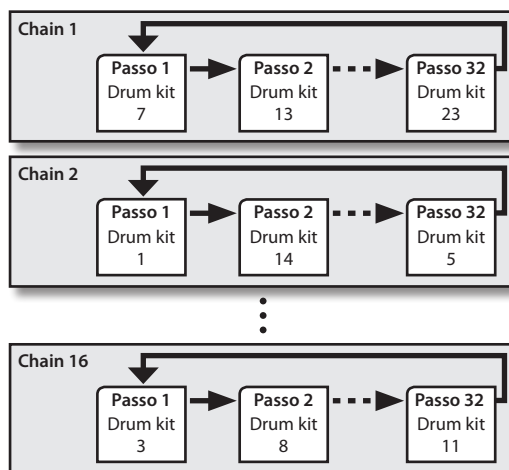 Chain 1
Passo 1
Drum kit
7
Passo 2
Drum kit
13
Passo 32
Drum kit
23
Chain 2
Passo 1
Drum kit
1
Passo 2
Drum kit
14
Passo 32
Drum kit
5
Chain 16
Passo 1
Drum kit
3
Passo 2
Drum kit
8
Passo 32
Drum kit
11